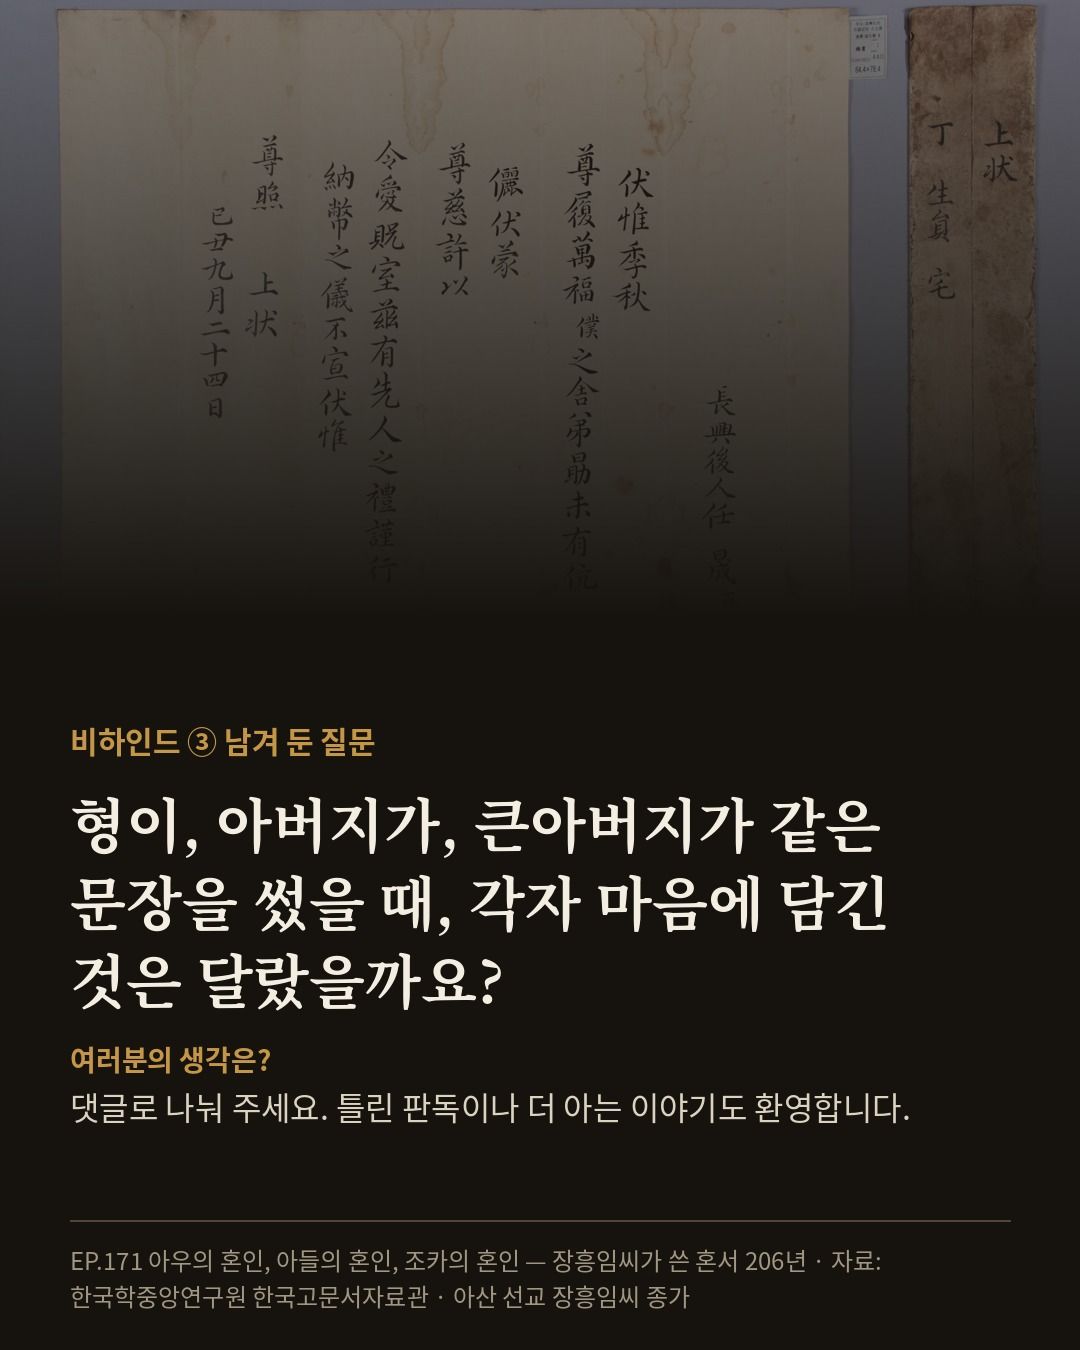 上状
丁 生員 宅
長興後人任 晟
伏惟季秋
尊履萬福 僕之舍弟勗未有伉
儷伏蒙
尊慈許以
令愛貺室茲有先人之禮謹行
納幣之儀不宣伏惟
尊照 上状
已丑九月二十四日
비하인드 ③ 남겨 둔 질문
형이, 아버지가, 큰아버지가 같은
문장을 썼을 때, 각자 마음에 담긴
것은 달랐을까요?
여러분의 생각은?
댓글로 나눠 주세요. 틀린 판독이나 더 아는 이야기도 환영합니다.
EP.171 아우의 혼인, 아들의 혼인, 조카의 혼인 — 장흥임씨가 쓴 혼서 206년 · 자료:
한국학중앙연구원 한국고문서자료관 · 아산 선교 장흥임씨 종가